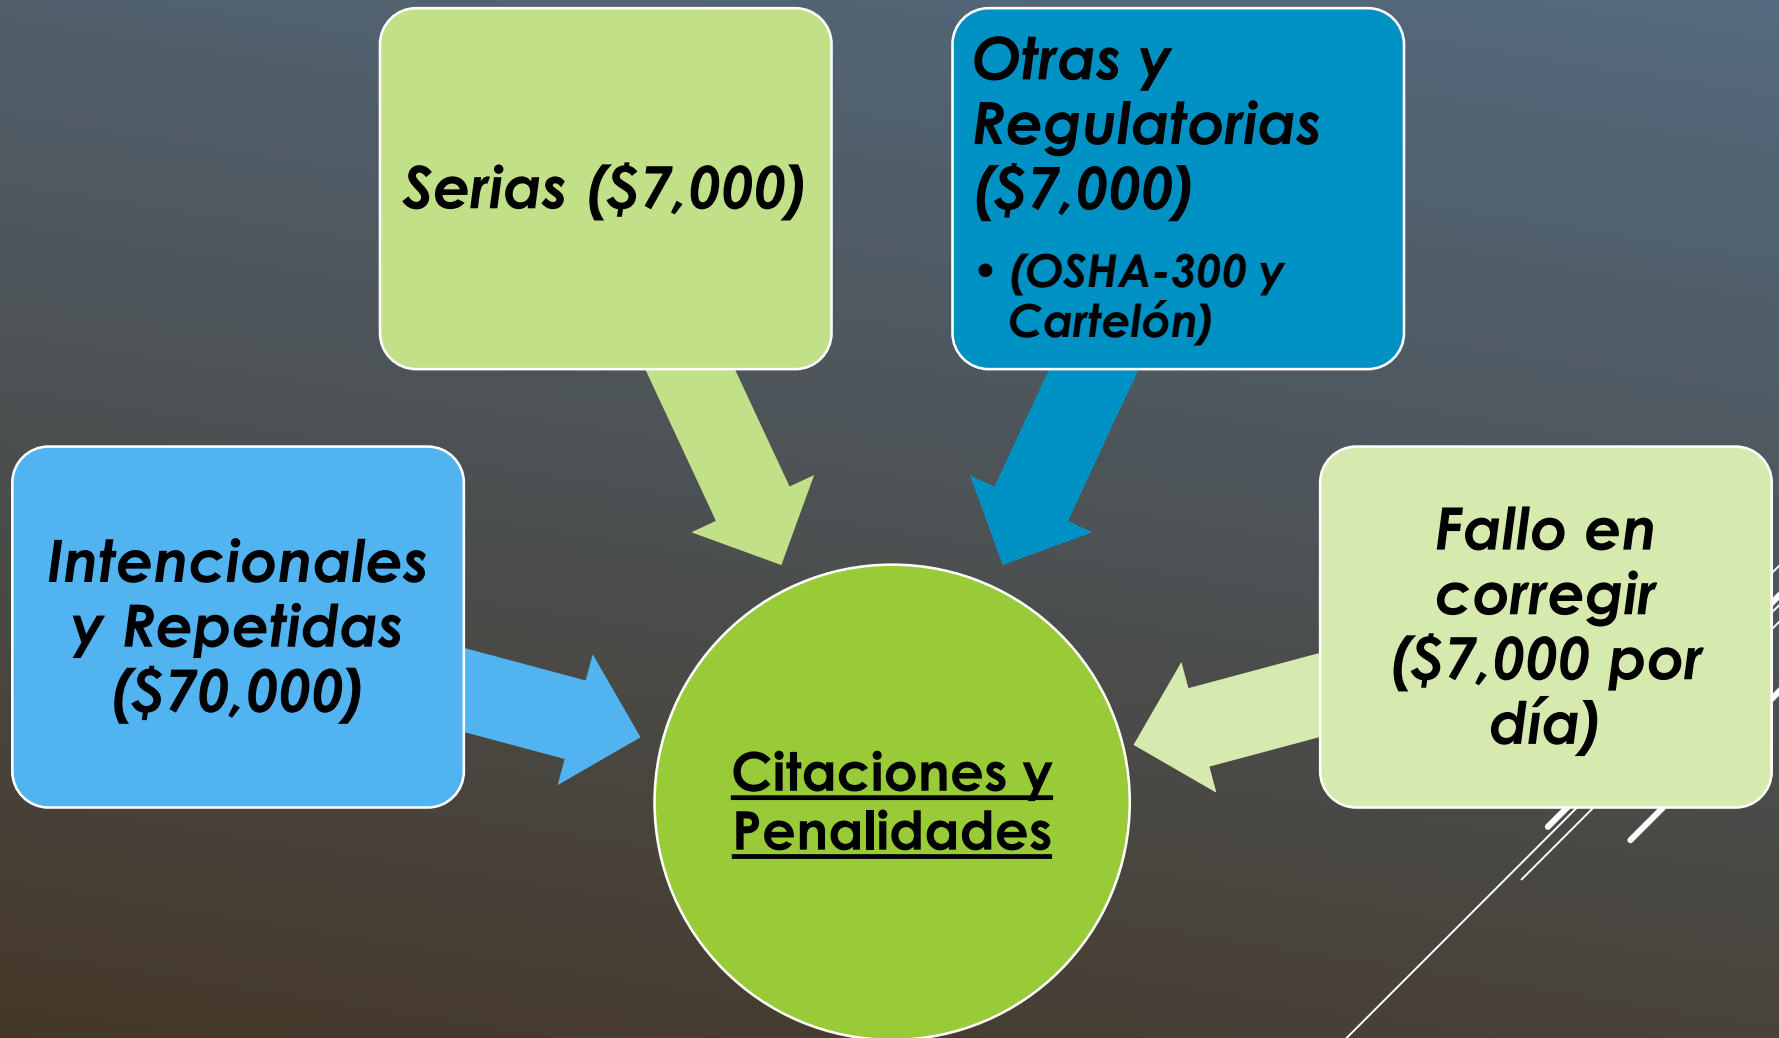 Serias ($7,000)
Otras y
Regulatorias
($7,000)
• (OSHA-300 y
Cartelón)
Intencionales
y Repetidas
($70,000)
Fallo en
corregir
($7,000 por
día)
Citaciones y
Penalidades